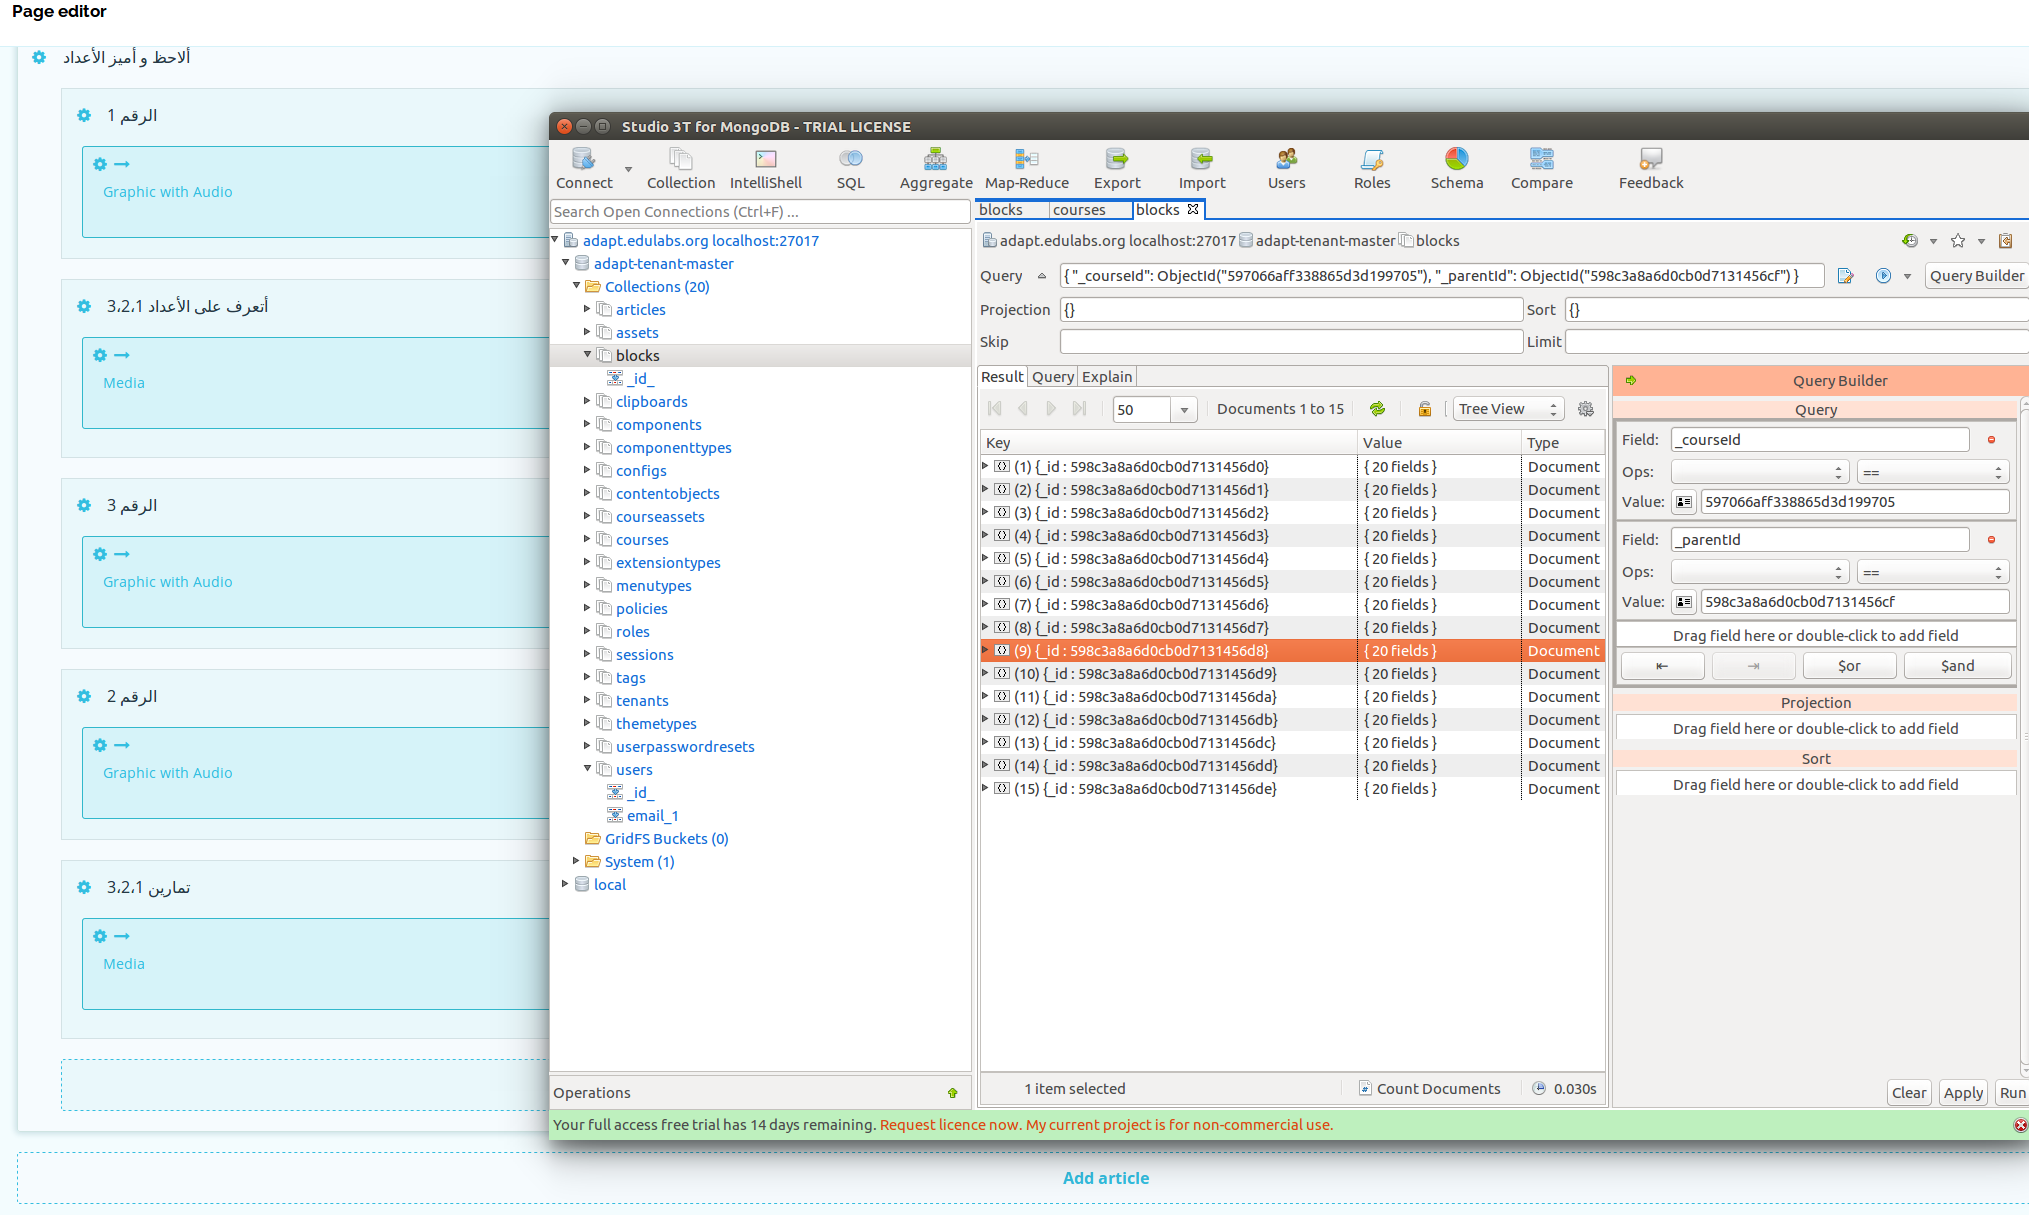 Page editor
ألاحظ و أميز الأعداد
الرقم 1
Graphic with Audio
أتعرف على الأعداد 3،2،1
Media
الرقم 3
Graphic with Audio
الرقم 2
Graphic with Audio
تمارين 3،2،1
Media
Add article
Studio 3T for MongoDB - TRIAL LICENSE
Connect Collection IntelliShell SQL Aggregate Map-Reduce Export Import Users Roles Schema Compare Feedback
Search Open Connections (Ctrl+F) ...
adapt.edulabs.org localhost:27017
adapt-tenant-master
Collections (20)
articles
assets
blocks
_id_
clipboards
components
componenttypes
configs
contentobjects
courseassets
courses
extensiontypes
menutypes
policies
roles
sessions
tags
tenants
themetypes
userpasswordresets
users
_id_
email_1
GridFS Buckets (0)
System (1)
local
Operations
blocks courses blocks
adapt.edulabs.org localhost:27017 adapt-tenant-master blocks
Query { "_courseId": ObjectId("597066aff338865d3d199705"), "_parentId": ObjectId("598c3a8a6d0cb0d7131456cf") } Query Builder
Projection {} Sort {}
Skip Limit
Result Query Explain
50 Documents 1 to 15 Tree View
Key Value Type
(1) {_id : 598c3a8a6d0cb0d7131456d0} { 20 fields } Document
(2) {_id : 598c3a8a6d0cb0d7131456d1} { 20 fields } Document
(3) {_id : 598c3a8a6d0cb0d7131456d2} { 20 fields } Document
(4) {_id : 598c3a8a6d0cb0d7131456d3} { 20 fields } Document
(5) {_id : 598c3a8a6d0cb0d7131456d4} { 20 fields } Document
(6) {_id : 598c3a8a6d0cb0d7131456d5} { 20 fields } Document
(7) {_id : 598c3a8a6d0cb0d7131456d6} { 20 fields } Document
(8) {_id : 598c3a8a6d0cb0d7131456d7} { 20 fields } Document
(9) {_id : 598c3a8a6d0cb0d7131456d8} { 20 fields } Document
(10) {_id : 598c3a8a6d0cb0d7131456d9} { 20 fields } Document
(11) {_id : 598c3a8a6d0cb0d7131456da} { 20 fields } Document
(12) {_id : 598c3a8a6d0cb0d7131456db} { 20 fields } Document
(13) {_id : 598c3a8a6d0cb0d7131456dc} { 20 fields } Document
(14) {_id : 598c3a8a6d0cb0d7131456dd} { 20 fields } Document
(15) {_id : 598c3a8a6d0cb0d7131456de} { 20 fields } Document
1 item selected Count Documents 0.030s
Query Builder
Query
Field: _courseId
Ops: ==
Value: 597066aff338865d3d199705
Field: _parentId
Ops: ==
Value: 598c3a8a6d0cb0d7131456cf
Drag field here or double-click to add field
$or $and
Projection
Drag field here or double-click to add field
Sort
Drag field here or double-click to add field
Clear Apply Run
Your full access free trial has 14 days remaining. Request licence now. My current project is for non-commercial use.